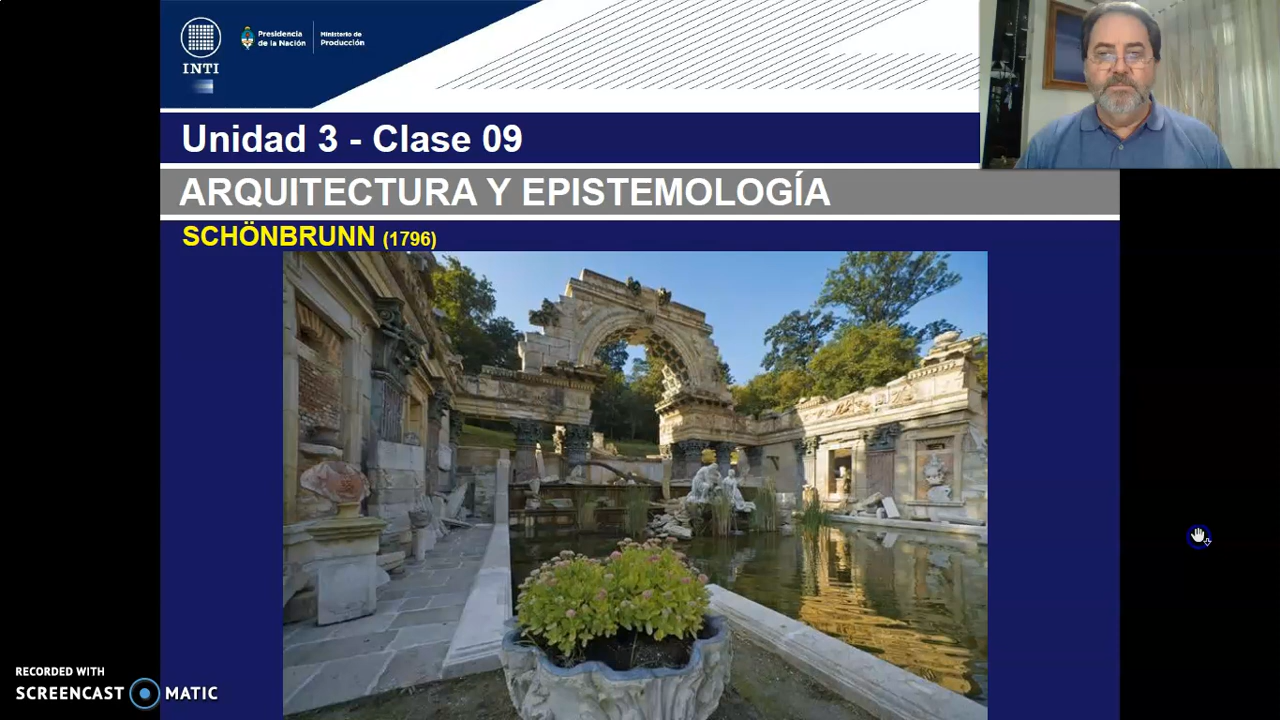 INTI
Presidencia
de la Nación
Ministerio de
Producción
Unidad 3 - Clase 09
ARQUITECTURA Y EPISTEMOLOGÍA
SCHÖNBRUNN (1796)
RECORDED WITH
SCREENCAST MATIC